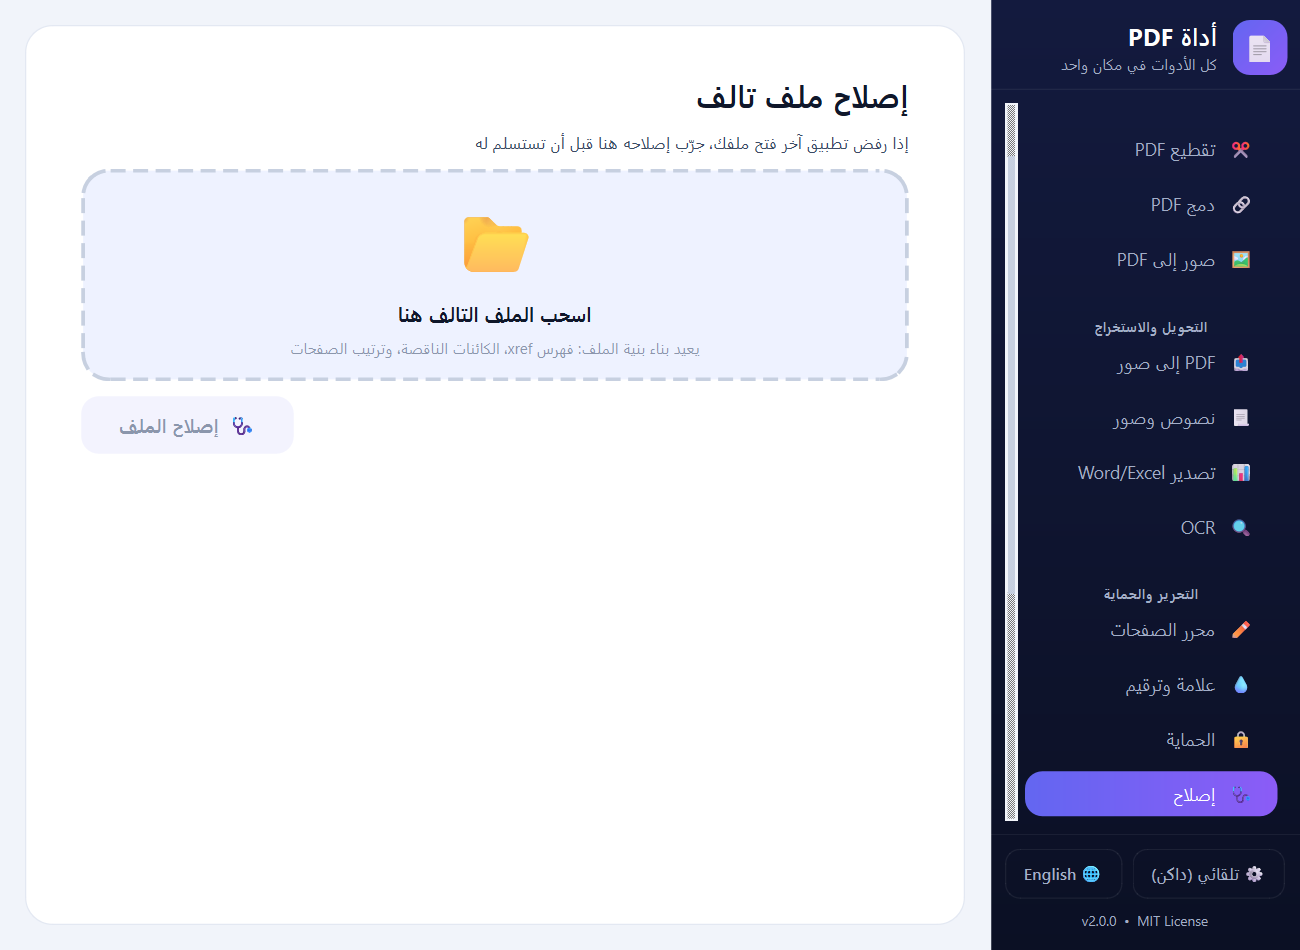 أداة PDF
كل الأدوات في مكان واحد
تقطيع PDF
دمج PDF
صور إلى PDF
التحويل والاستخراج
PDF إلى صور
نصوص وصور
تصدير Word/Excel
OCR
التحرير والحماية
محرر الصفحات
علامة وترقيم
الحماية
إصلاح
تلقائي (داكن)
English
v2.0.0 • MIT License
إصلاح ملف تالف
إذا رفض تطبيق آخر فتح ملفك، جرّب إصلاحه هنا قبل أن تستسلم له
اسحب الملف التالف هنا
يعيد بناء بنية الملف: فهرس xref، الكائنات الناقصة، وترتيب الصفحات
إصلاح الملف